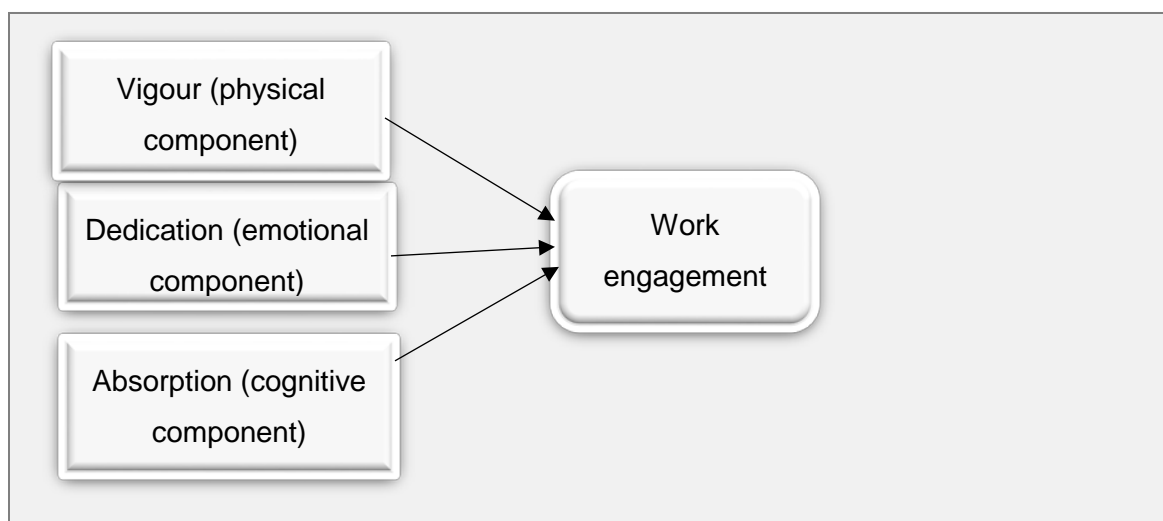 Vigour (physical
component)
Dedication (emotional
component)
Absorption (cognitive
component)
Work
engagement